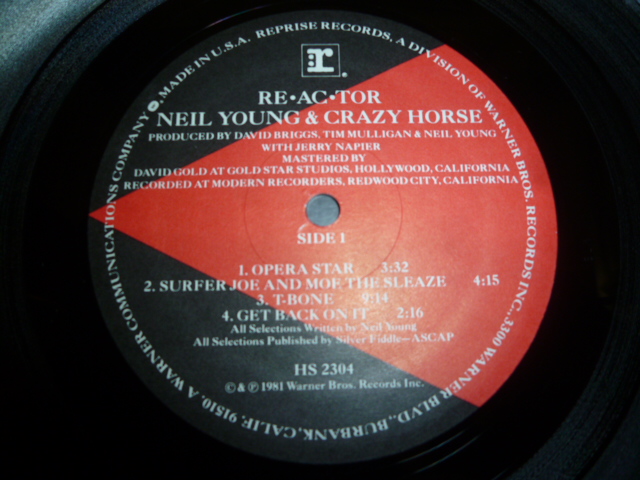 MADE IN U.S.A. REPRISE RECORDS, A DIVISION OF WARNER BROS. RECORDS INC., 3300 WARNER BLVD., BURBANK, CALIF. 91510. A WARNER COMMUNICATIONS COMPANY
r
RE•AC•TOR
NEIL YOUNG & CRAZY HORSE
PRODUCED BY DAVID BRIGGS, TIM MULLIGAN & NEIL YOUNG
WITH JERRY NAPIER
MASTERED BY
DAVID GOLD AT GOLD STAR STUDIOS, HOLLYWOOD, CALIFORNIA
RECORDED AT MODERN RECORDERS, REDWOOD CITY, CALIFORNIA
SIDE 1
1. OPERA STAR 3:32
2. SURFER JOE AND MOE THE SLEAZE 4:15
3. T-BONE 9:14
4. GET BACK ON IT 2:16
All Selections Written by Neil Young
All Selections Published by Silver Fiddle—ASCAP
HS 2304
© & ℗ 1981 Warner Bros. Records Inc.